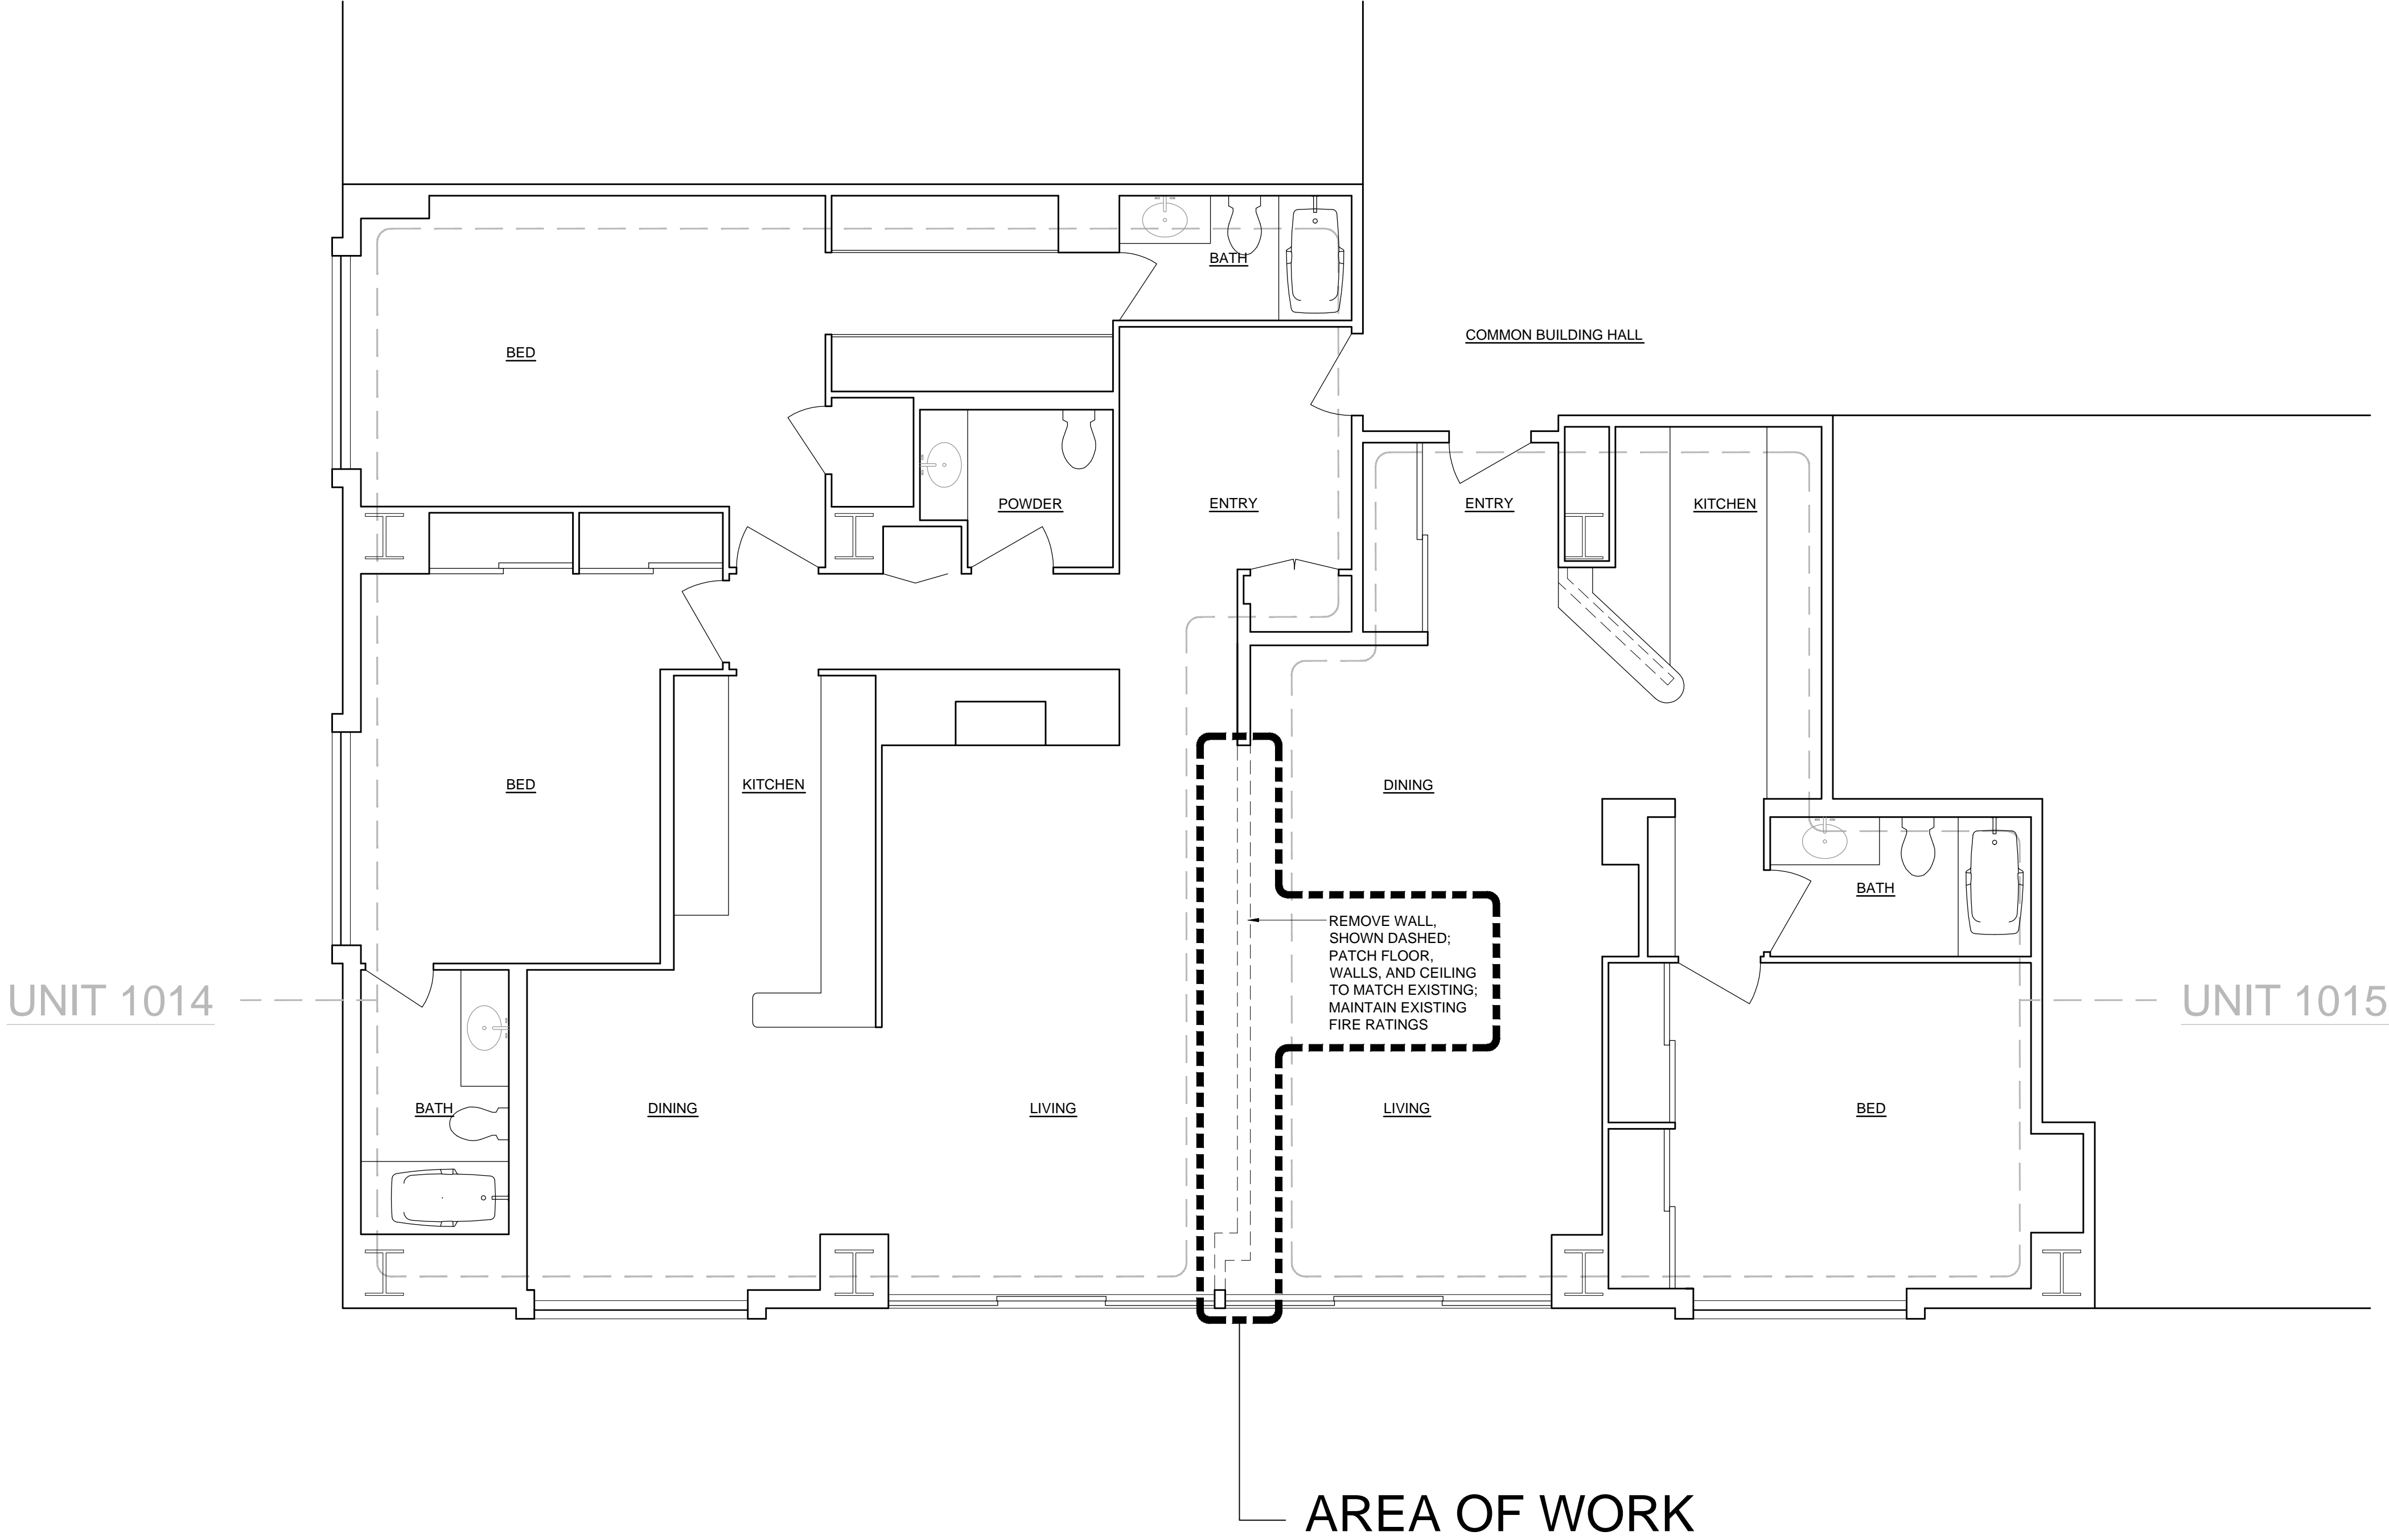 BATH
COMMON BUILDING HALL
BED
POWDER
ENTRY
ENTRY
KITCHEN
BED
KITCHEN
DINING
BATH
REMOVE WALL,
SHOWN DASHED;
PATCH FLOOR,
WALLS, AND CEILING
TO MATCH EXISTING;
MAINTAIN EXISTING
FIRE RATINGS
UNIT 1014
UNIT 1015
BATH
DINING
LIVING
LIVING
BED
AREA OF WORK